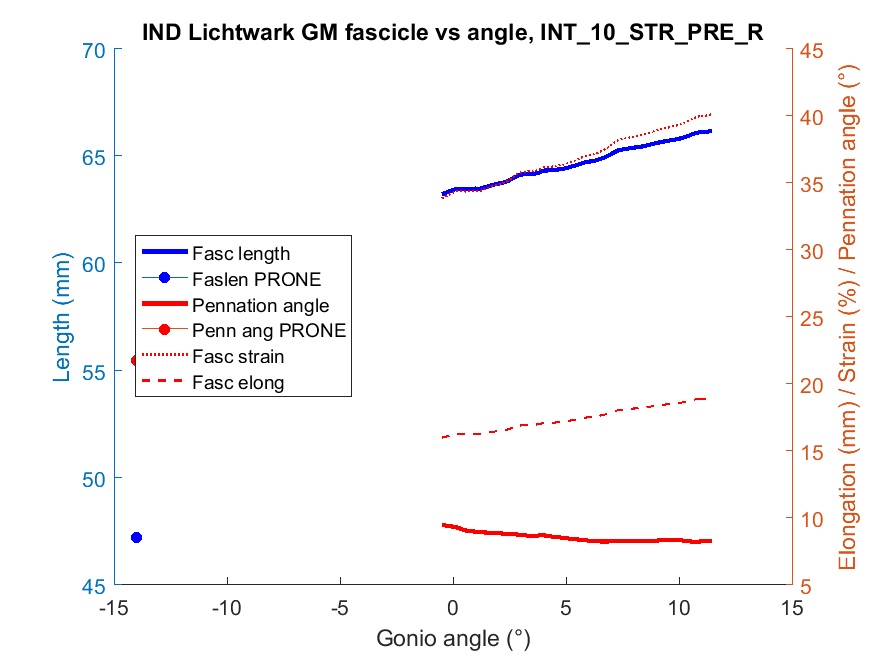 IND Lichtwark GM fascicle vs angle, INT_10_STR_PRE_R
70
65
60
55
50
45
Length (mm)
Fasc length
Faslen PRONE
Pennation angle
Penn ang PRONE
Fasc strain
Fasc elong
45
40
35
30
25
20
15
10
5
Elongation (mm) / Strain (%) / Pennation angle (°)
-15 -10 -5 0 5 10 15
Gonio angle (°)